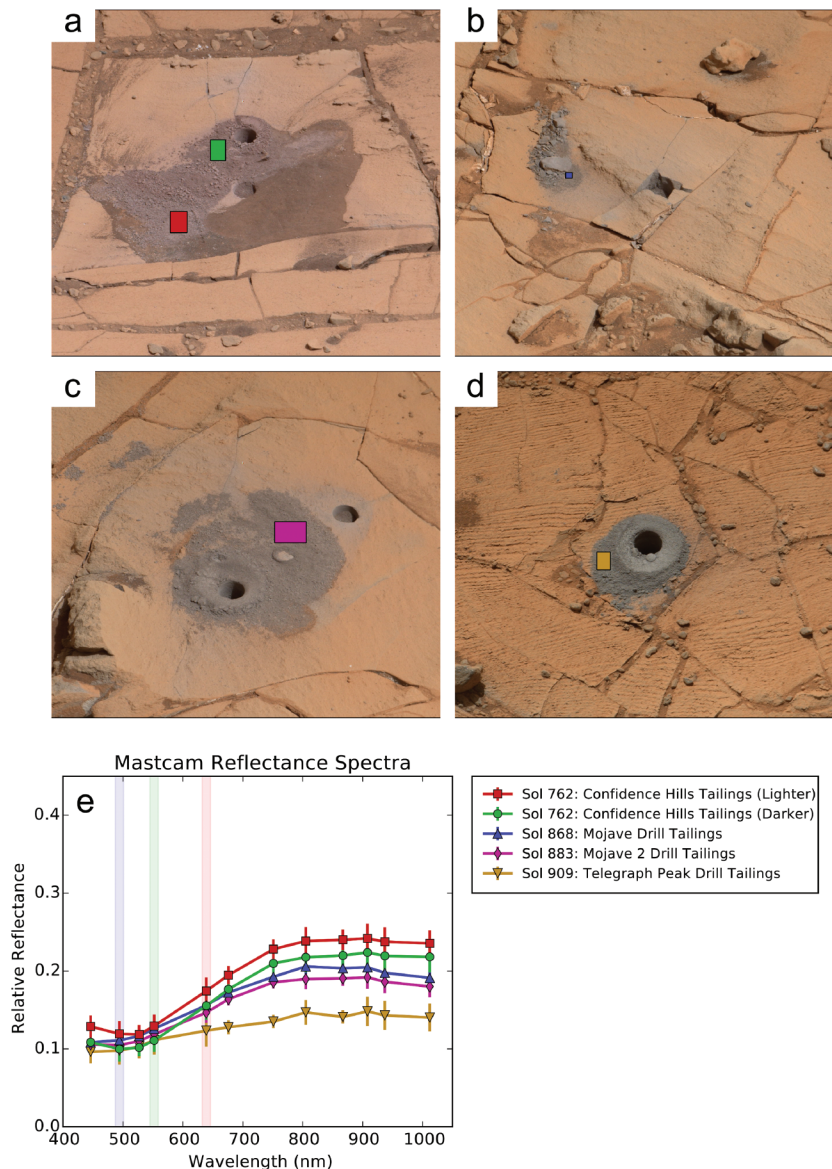 a
b
c
d
Mastcam Reflectance Spectra
e
0.4
0.3
0.2
0.1
0.0
400 500 600 700 800 900 1000
Relative Reflectance
Wavelength (nm)
Sol 762: Confidence Hills Tailings (Lighter)
Sol 762: Confidence Hills Tailings (Darker)
Sol 868: Mojave Drill Tailings
Sol 883: Mojave 2 Drill Tailings
Sol 909: Telegraph Peak Drill Tailings